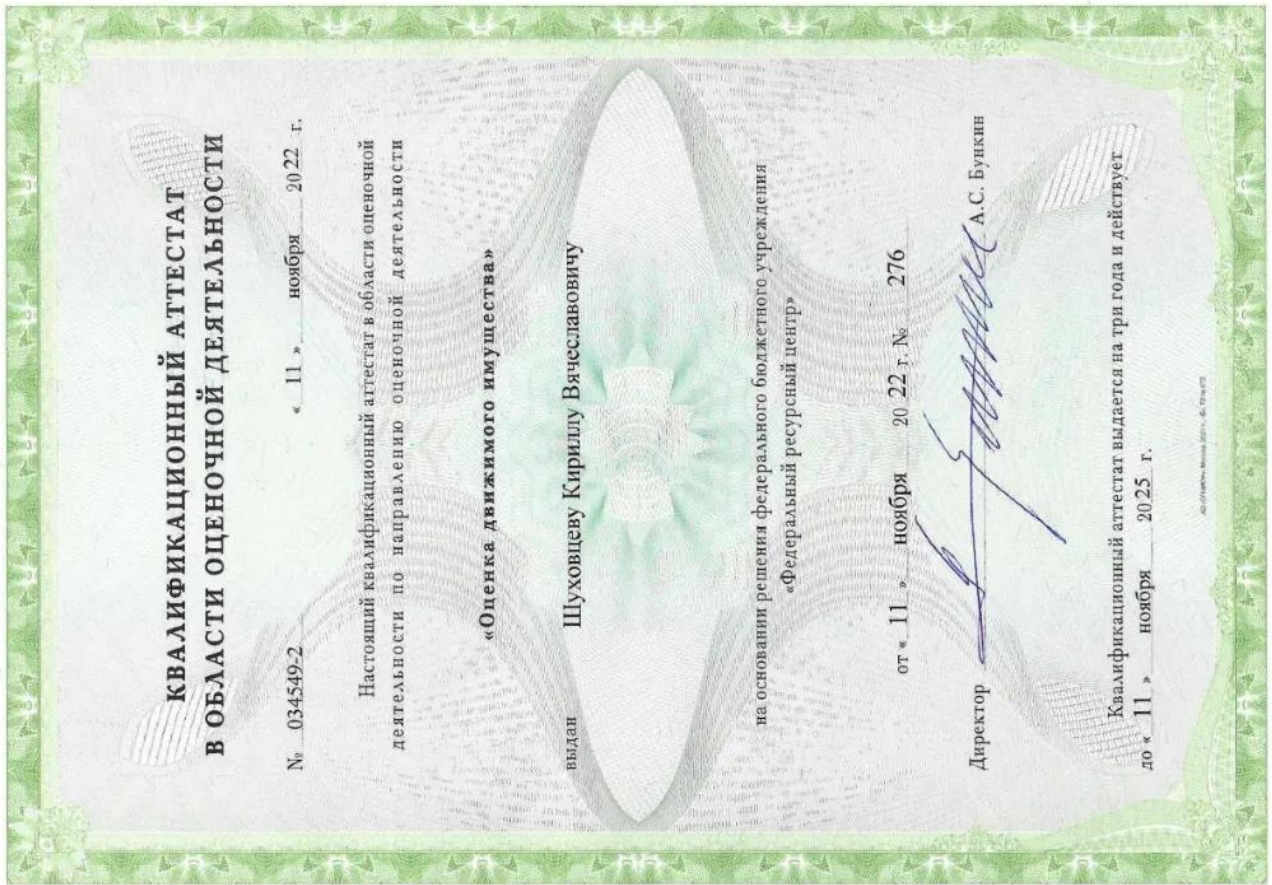 КВАЛИФИКАЦИОННЫЙ АТТЕСТАТ
В ОБЛАСТИ ОЦЕНОЧНОЙ ДЕЯТЕЛЬНОСТИ
№ 034549-2 « 11 » ноября 2022 г.
Настоящий квалификационный аттестат в области оценочной
деятельности по направлению оценочной деятельности
«Оценка движимого имущества»
выдан Шуховцеву Кириллу Вячеславовичу
на основании решения федерального бюджетного учреждения
«Федеральный ресурсный центр»
от « 11 » ноября 20 22 г. № 276
Директор А.С. Бункин
Квалификационный аттестат выдается на три года и действует
до « 11 » ноября 2025 г.